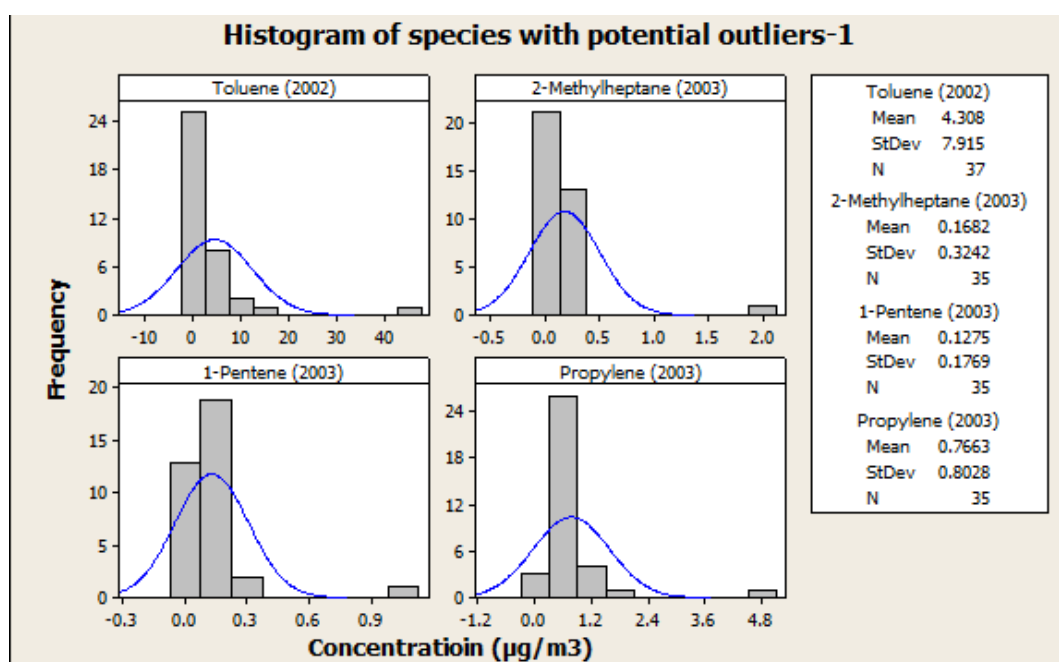 Histogram of species with potential outliers-1
Toluene (2002)
24
18
12
6
0
-10 0 10 20 30 40
2-Methylheptane (2003)
20
15
10
5
0
-0.5 0.0 0.5 1.0 1.5 2.0
1-Pentene (2003)
20
15
10
5
0
-0.3 0.0 0.3 0.6 0.9
Propylene (2003)
24
18
12
6
0
-1.2 0.0 1.2 2.4 3.6 4.8
Frequency
Concentratioin (µg/m3)
Toluene (2002)
Mean 4.308
StDev 7.915
N 37
2-Methylheptane (2003)
Mean 0.1682
StDev 0.3242
N 35
1-Pentene (2003)
Mean 0.1275
StDev 0.1769
N 35
Propylene (2003)
Mean 0.7663
StDev 0.8028
N 35